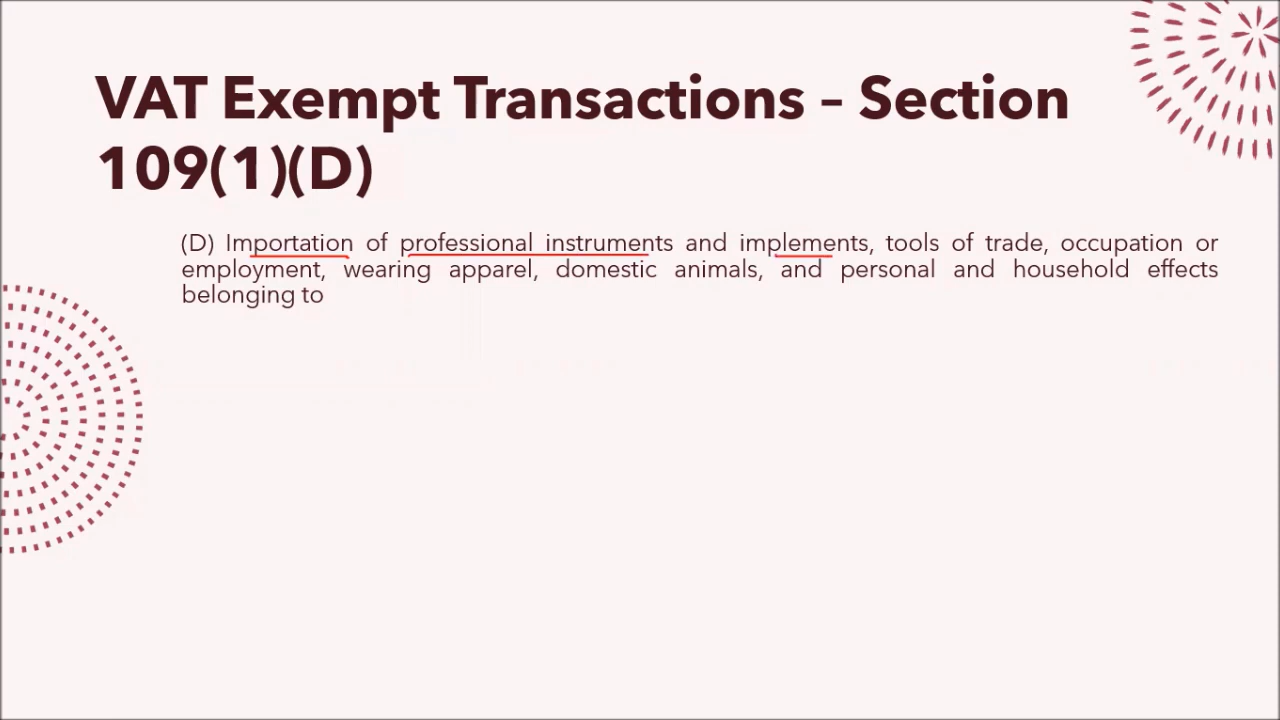 VAT Exempt Transactions – Section
109(1)(D)
(D) Importation of professional instruments and implements, tools of trade, occupation or
employment, wearing apparel, domestic animals, and personal and household effects
belonging to